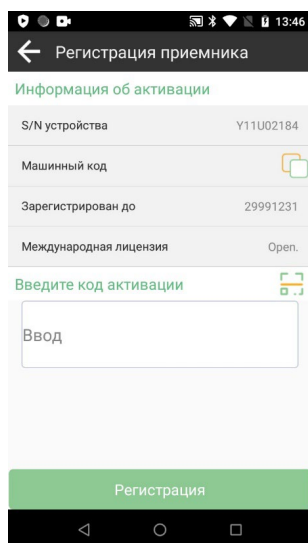 13:46
Регистрация приемника
Информация об активации
S/N устройства Y11U02184
Машинный код
Зарегистрирован до 29991231
Международная лицензия Open.
Введите код активации
Ввод
Регистрация